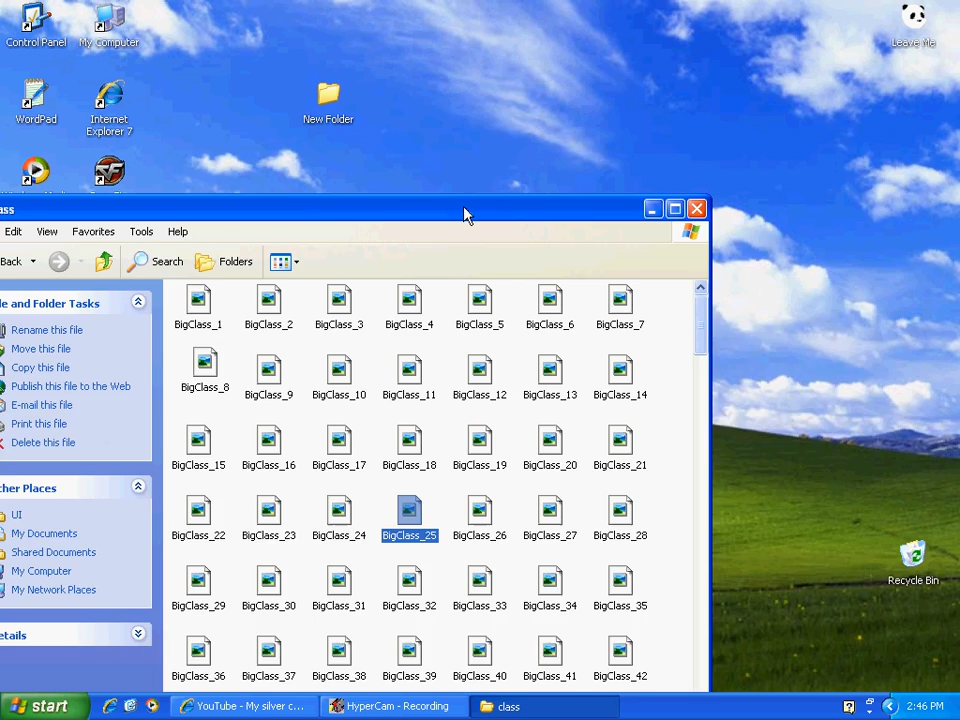 Control Panel
My Computer
Leave Me
WordPad
Internet
Explorer 7
New Folder
ass
Edit View Favorites Tools Help
Back Search Folders
le and Folder Tasks
Rename this file
Move this file
Copy this file
Publish this file to the Web
E-mail this file
Print this file
Delete this file
ther Places
UI
My Documents
Shared Documents
My Computer
My Network Places
etails
BigClass_1 BigClass_2 BigClass_3 BigClass_4 BigClass_5 BigClass_6 BigClass_7
BigClass_8 BigClass_9 BigClass_10 BigClass_11 BigClass_12 BigClass_13 BigClass_14
BigClass_15 BigClass_16 BigClass_17 BigClass_18 BigClass_19 BigClass_20 BigClass_21
BigClass_22 BigClass_23 BigClass_24 BigClass_25 BigClass_26 BigClass_27 BigClass_28
BigClass_29 BigClass_30 BigClass_31 BigClass_32 BigClass_33 BigClass_34 BigClass_35
BigClass_36 BigClass_37 BigClass_38 BigClass_39 BigClass_40 BigClass_41 BigClass_42
Recycle Bin
start YouTube - My silver c... HyperCam - Recording class 2:46 PM